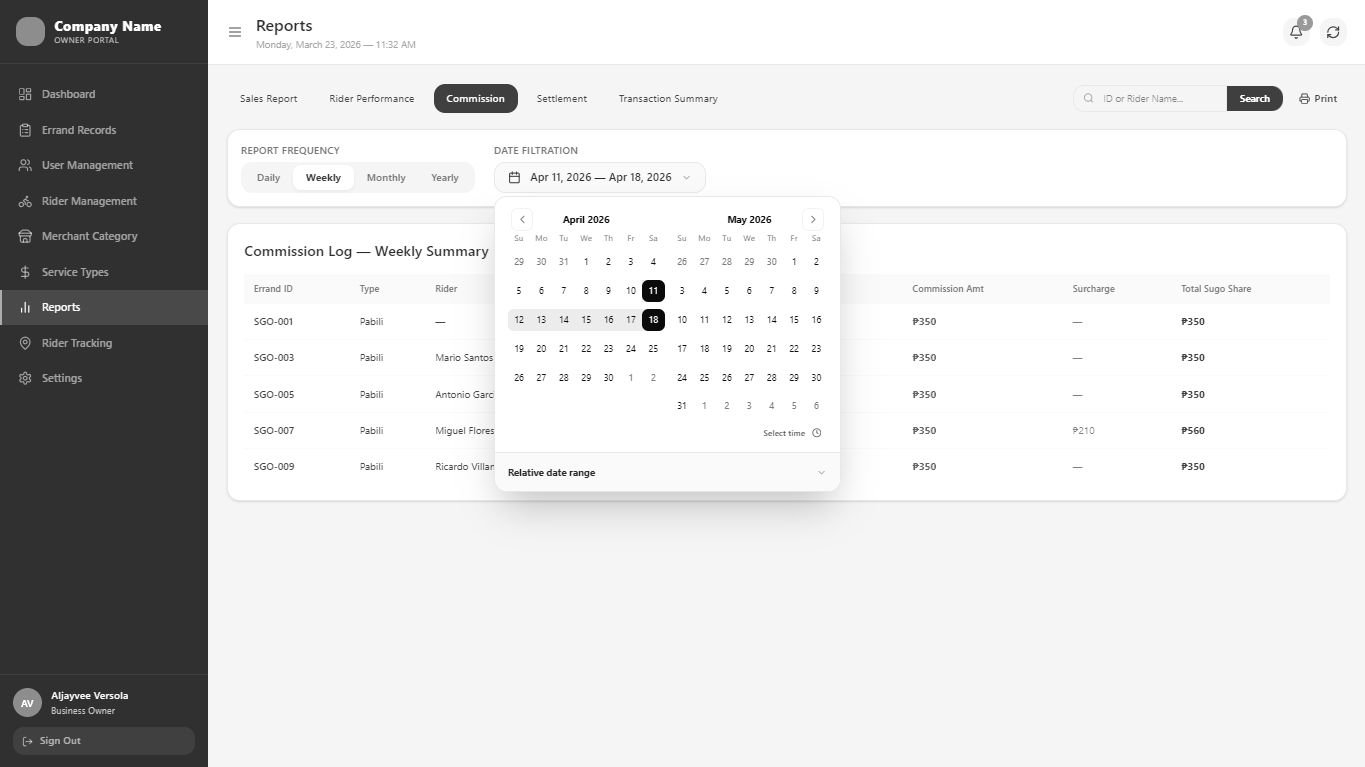 Company Name
OWNER PORTAL
Dashboard
Errand Records
User Management
Rider Management
Merchant Category
Service Types
Reports
Rider Tracking
Settings
AV
Aljayvee Versola
Business Owner
Sign Out
Reports
Monday, March 23, 2026 — 11:32 AM
3
Sales Report Rider Performance Commission Settlement Transaction Summary
ID or Rider Name... Search Print
REPORT FREQUENCY
Daily Weekly Monthly Yearly
DATE FILTRATION
Apr 11, 2026 — Apr 18, 2026
April 2026
Su Mo Tu We Th Fr Sa
29 30 31 1 2 3 4
5 6 7 8 9 10 11
12 13 14 15 16 17 18
19 20 21 22 23 24 25
26 27 28 29 30 1 2
May 2026
Su Mo Tu We Th Fr Sa
26 27 28 29 30 1 2
3 4 5 6 7 8 9
10 11 12 13 14 15 16
17 18 19 20 21 22 23
24 25 26 27 28 29 30
31 1 2 3 4 5 6
Select time
Relative date range
Commission Log — Weekly Summary
Errand ID Type Rider Commission Amt Surcharge Total Sugo Share
SGO-001 Pabili — ₱350 — ₱350
SGO-003 Pabili Mario Santos ₱350 — ₱350
SGO-005 Pabili Antonio ₱350 — ₱350
SGO-007 Pabili Miguel Flores ₱350 ₱210 ₱560
SGO-009 Pabili Ricardo ₱350 — ₱350